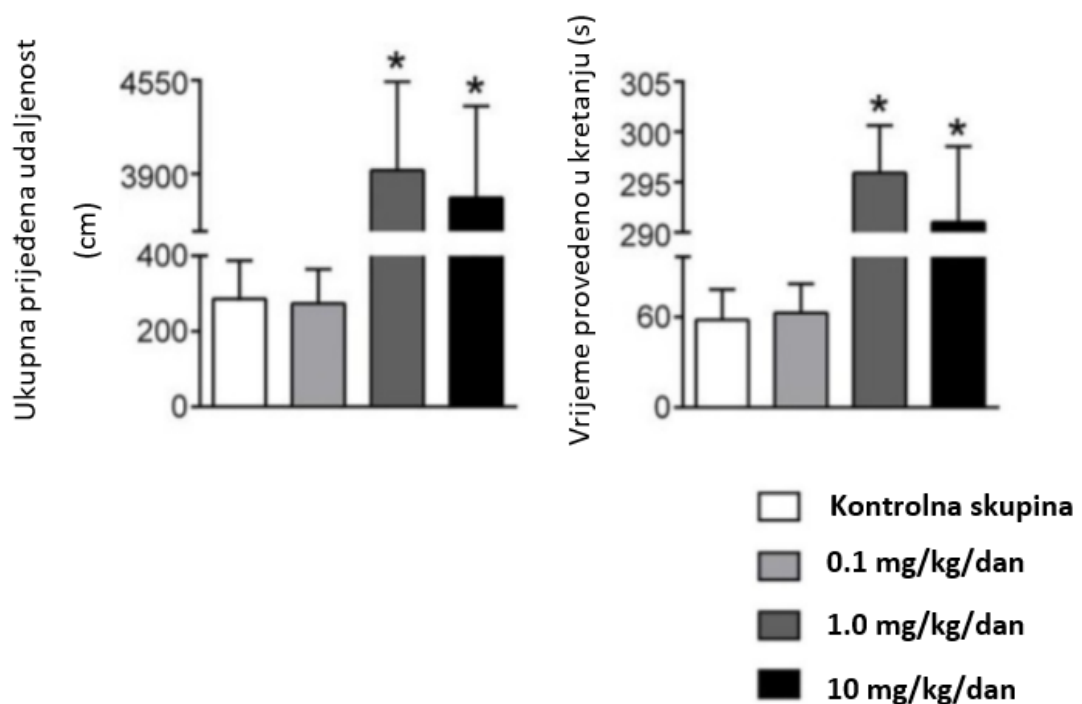 Ukupna prijeđena udaljenost
(cm)
4550
3900
400
200
0
*
*
Vrijeme provedeno u kretanju (s)
305
300
295
290
60
0
*
*
Kontrolna skupina
0.1 mg/kg/dan
1.0 mg/kg/dan
10 mg/kg/dan